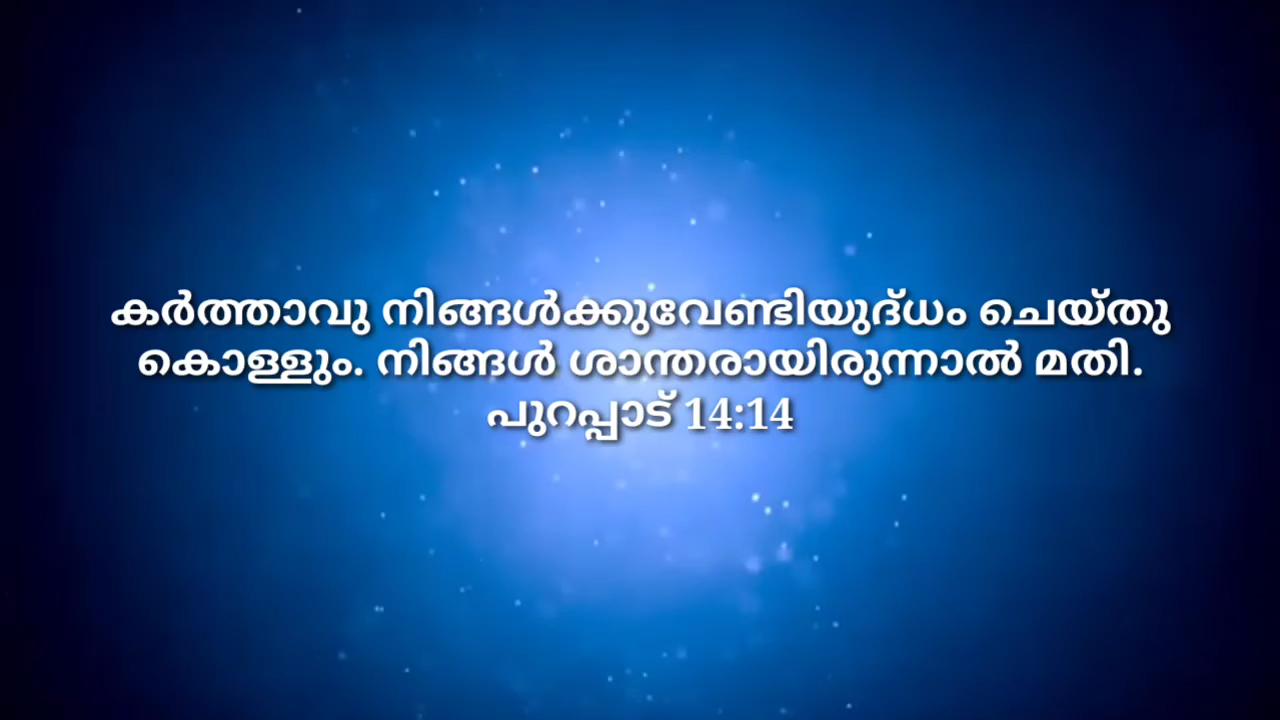 കർത്താവു നിങ്ങൾക്കുവേണ്ടിയുദ്ധം ചെയ്തു
കൊള്ളും. നിങ്ങൾ ശാന്തരായിരുന്നാൽ മതി.
പുറപ്പാട് 14:14